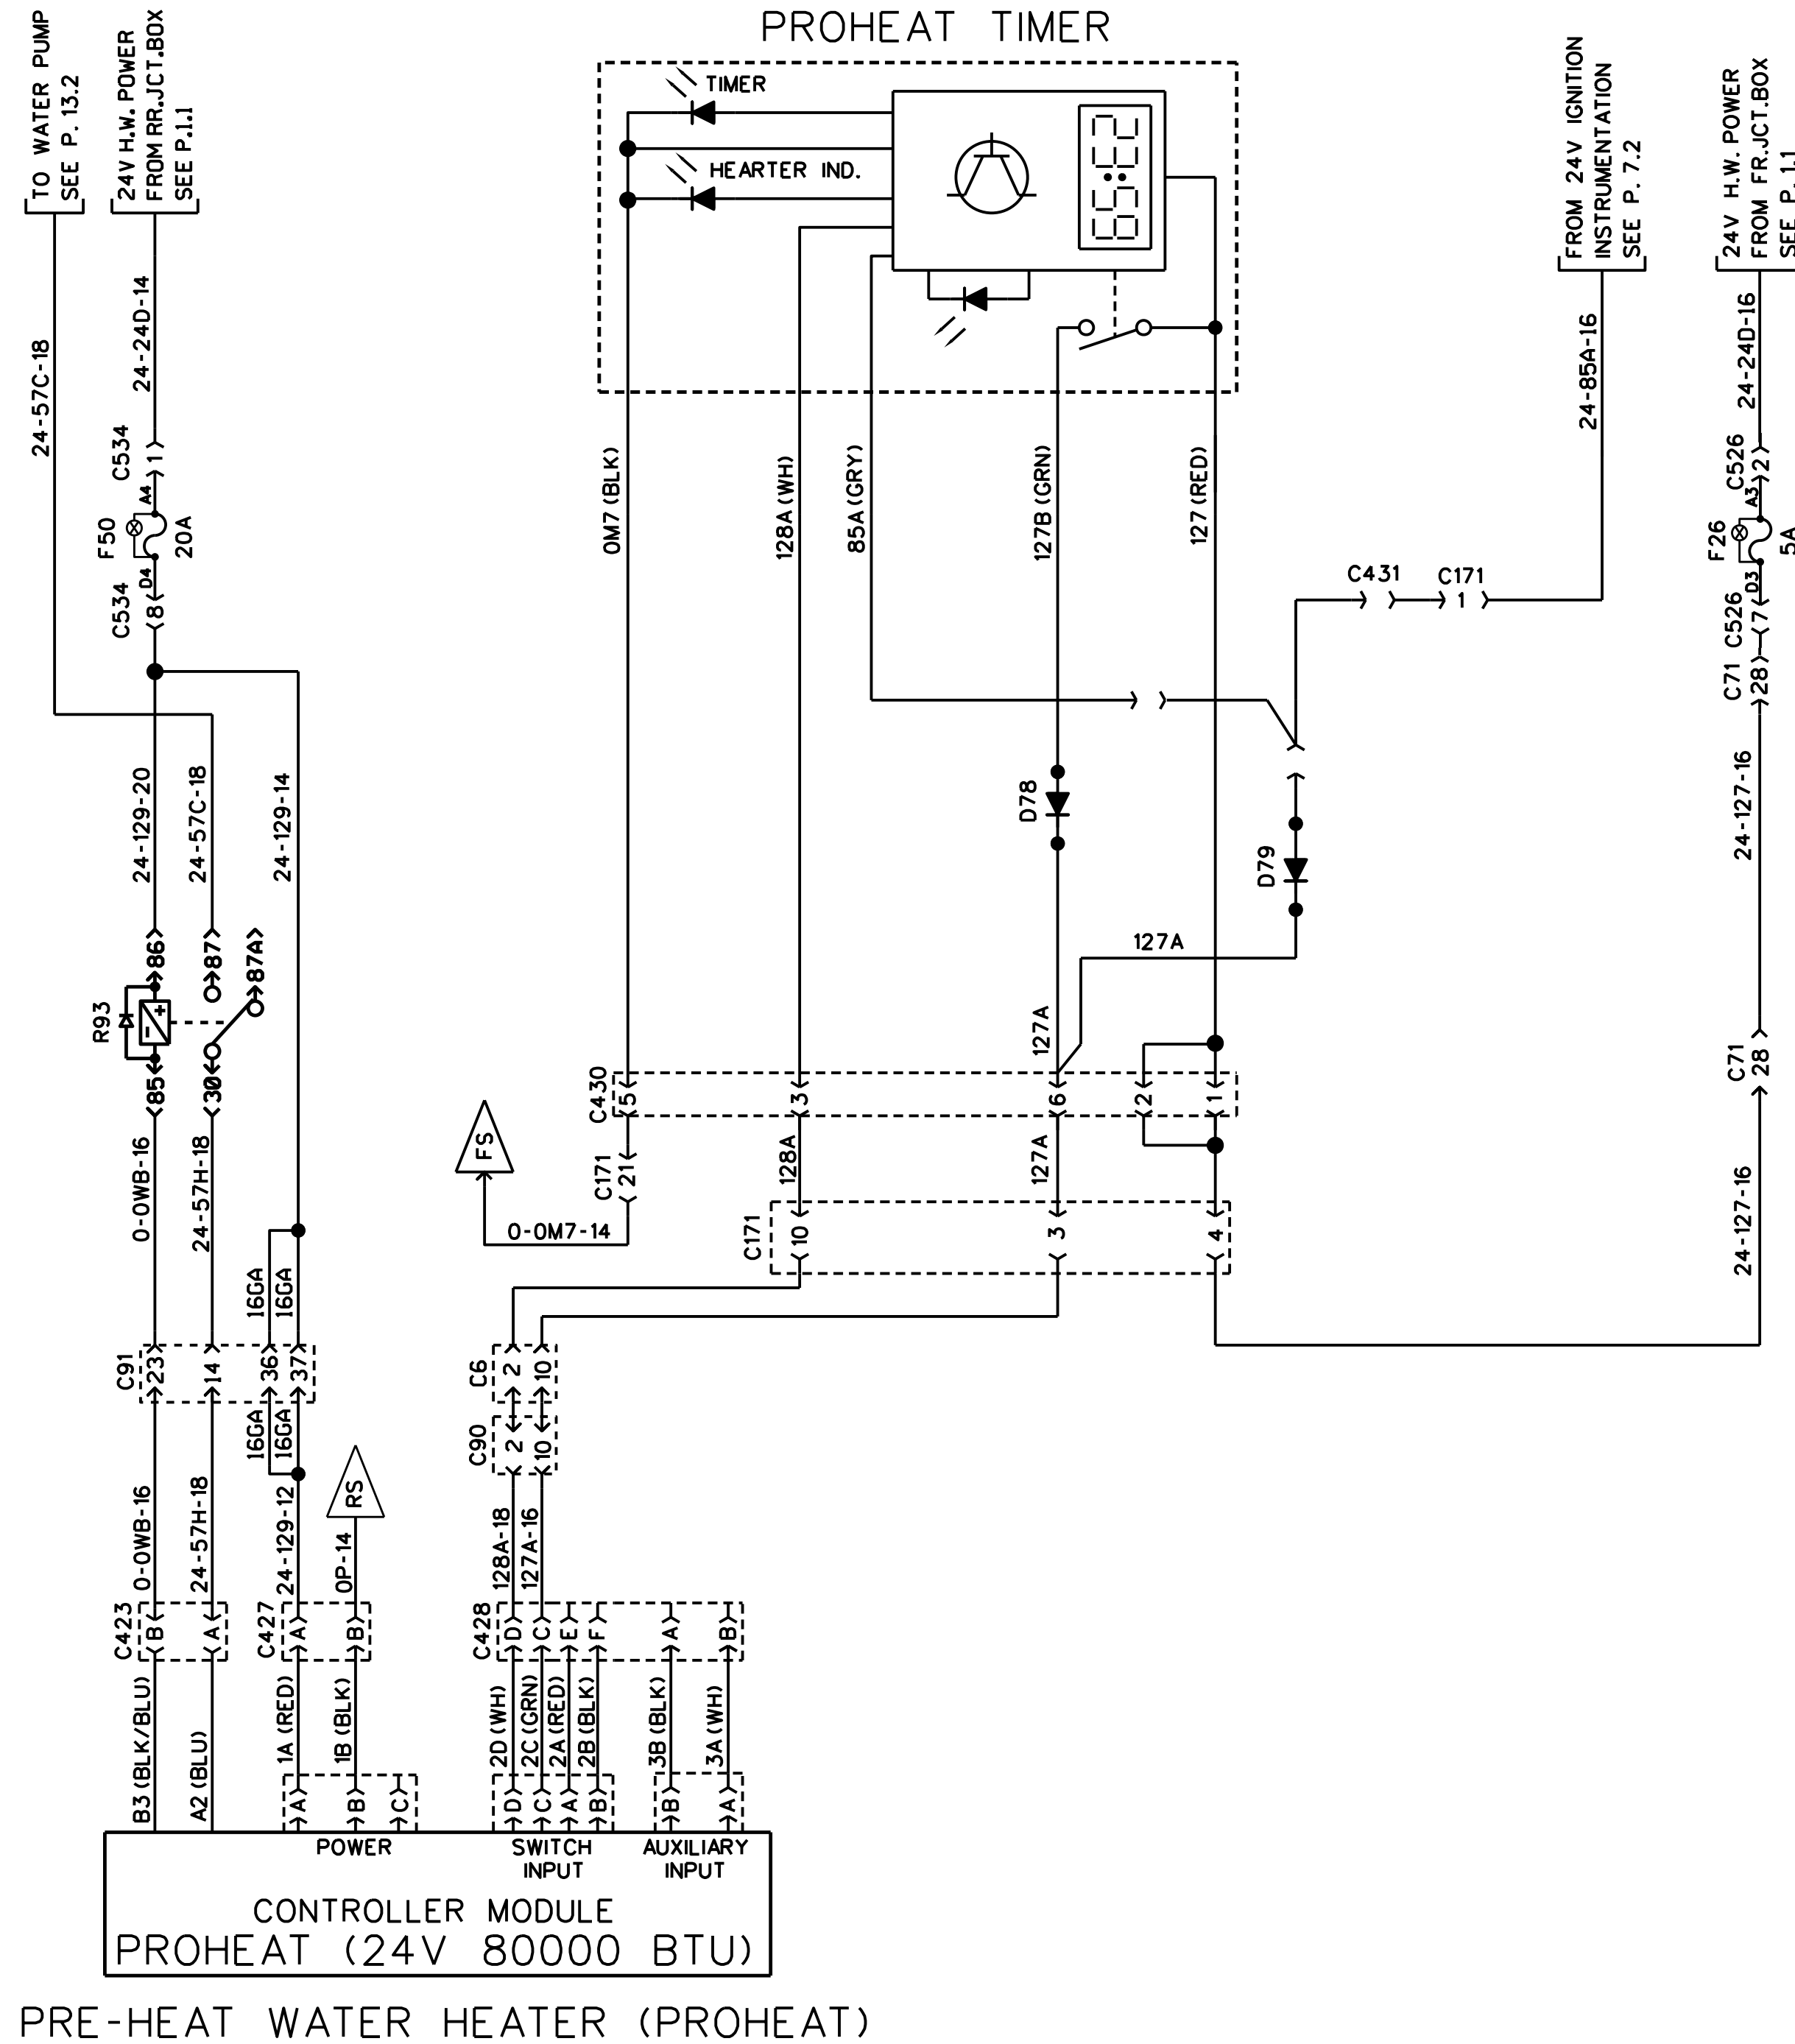 PROHEAT TIMER
TO WATER PUMP
SEE P. 13.2
24V H.W. POWER
FROM RR.JCT.BOX
SEE P.1.1
TIMER
HEARTER IND.
FROM 24V IGNITION
INSTRUMENTATION
SEE P. 7.2
24V H.W. POWER
FROM FR.JCT.BOX
SEE P. 1.1
24-57C-18
24-24D-14
24-85A-16
24-24D-16
C534
1
A4
F50
20A
D4
C534
8
0M7 (BLK)
128A (WH)
85A (GRY)
127B (GRN)
127 (RED)
C431
C171
1
C526
2
A3
F26
5A
D3
C526
7
C71
28
24-129-20
24-57C-18
24-129-14
D78
D79
127A
24-127-16
86
87
87A
R93
85
30
127A
C430
5
3
6
2
1
C71
28
0-0WB-16
24-57H-18
FS
C171
21
128A
127A
0-0M7-14
C171
10
3
4
24-127-16
16GA
16GA
C91
23
14
36
37
C6
2
10
16GA
16GA
C90
2
10
RS
0-0WB-16
24-57H-18
24-129-12
0P-14
128A-18
127A-16
C423
B
A
C427
A
B
C428
D
C
E
F
A
B
B3 (BLK/BLU)
A2 (BLU)
1A (RED)
1B (BLK)
2D (WH)
2C (GRN)
2A (RED)
2B (BLK)
3B (BLK)
3A (WH)
A
B
C
D
C
A
B
B
A
POWER
SWITCH
INPUT
AUXILIARY
INPUT
CONTROLLER MODULE
PROHEAT (24V 80000 BTU)
PRE-HEAT WATER HEATER (PROHEAT)